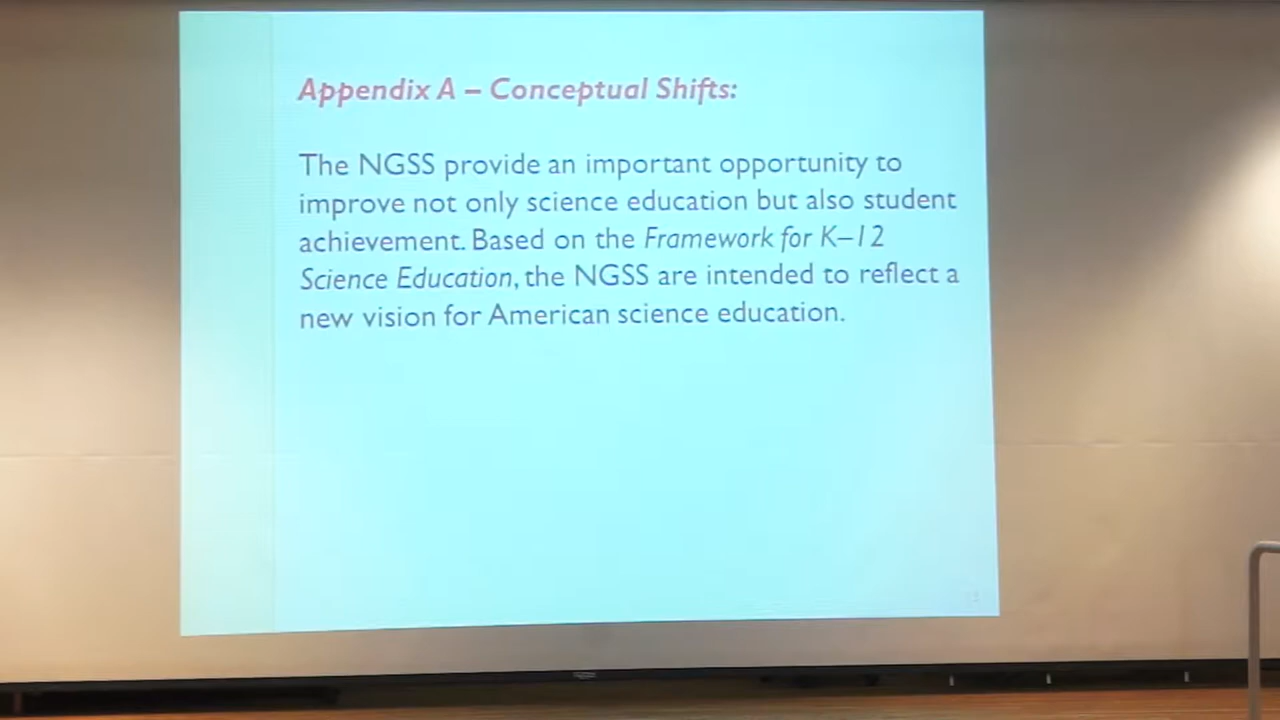 Appendix A – Conceptual Shifts:
The NGSS provide an important opportunity to
improve not only science education but also student
achievement. Based on the Framework for K–12
Science Education, the NGSS are intended to reflect a
new vision for American science education.